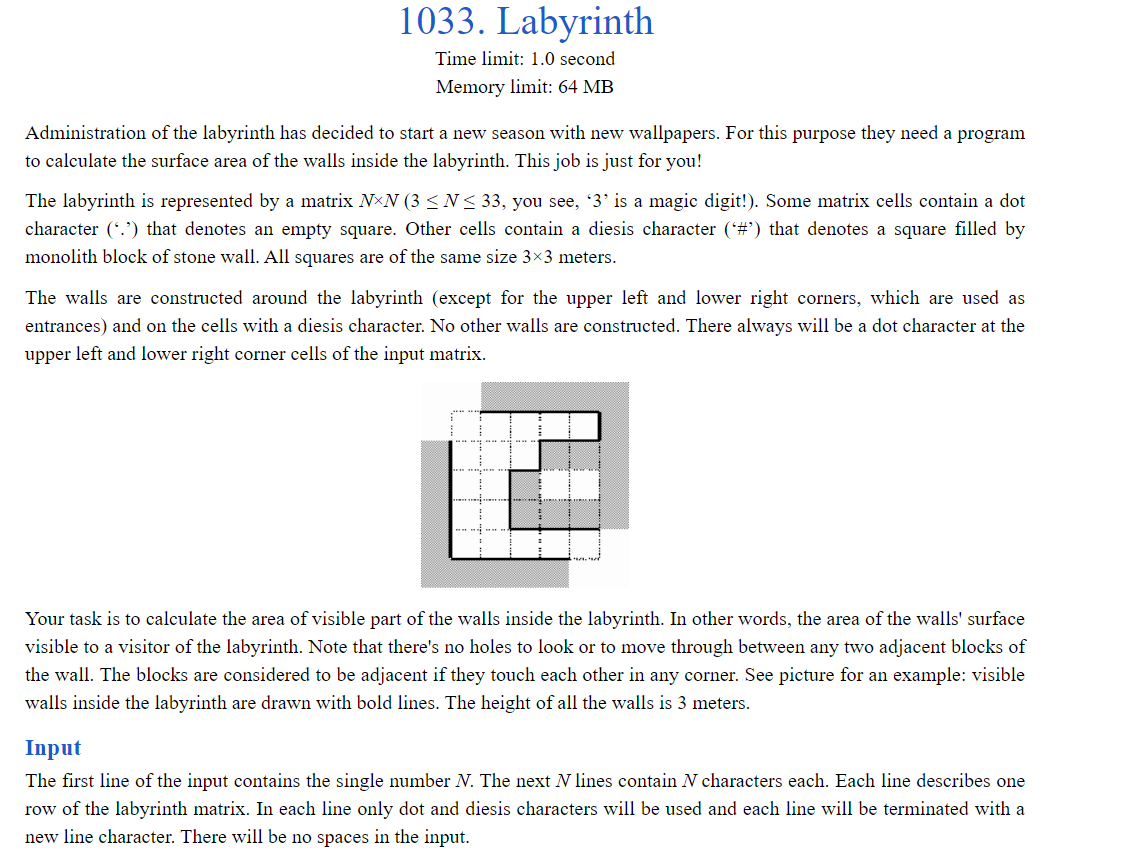 1033. Labyrinth
Time limit: 1.0 second
Memory limit: 64 MB
Administration of the labyrinth has decided to start a new season with new wallpapers. For this purpose they need a program
to calculate the surface area of the walls inside the labyrinth. This job is just for you!
The labyrinth is represented by a matrix N×N (3 ≤ N ≤ 33, you see, ‘3’ is a magic digit!). Some matrix cells contain a dot
character (‘.’) that denotes an empty square. Other cells contain a diesis character (‘#’) that denotes a square filled by
monolith block of stone wall. All squares are of the same size 3×3 meters.
The walls are constructed around the labyrinth (except for the upper left and lower right corners, which are used as
entrances) and on the cells with a diesis character. No other walls are constructed. There always will be a dot character at the
upper left and lower right corner cells of the input matrix.
Your task is to calculate the area of visible part of the walls inside the labyrinth. In other words, the area of the walls' surface
visible to a visitor of the labyrinth. Note that there's no holes to look or to move through between any two adjacent blocks of
the wall. The blocks are considered to be adjacent if they touch each other in any corner. See picture for an example: visible
walls inside the labyrinth are drawn with bold lines. The height of all the walls is 3 meters.
Input
The first line of the input contains the single number N. The next N lines contain N characters each. Each line describes one
row of the labyrinth matrix. In each line only dot and diesis characters will be used and each line will be terminated with a
new line character. There will be no spaces in the input.